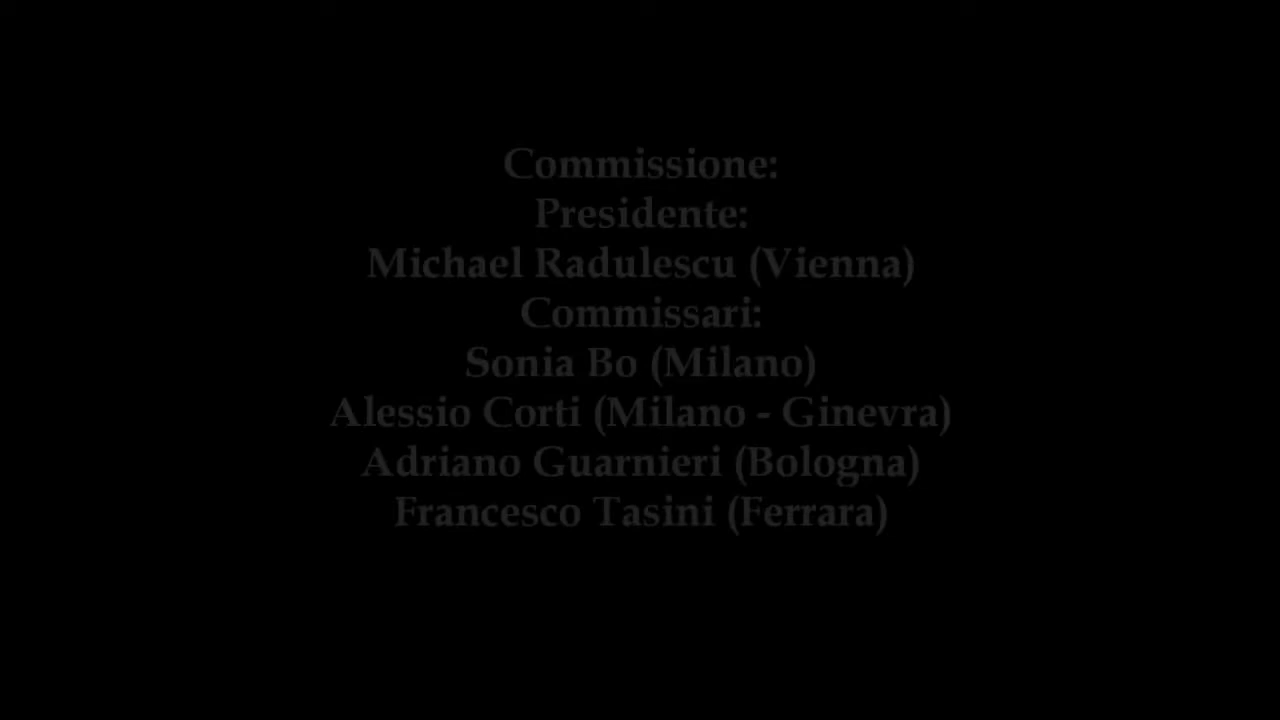 Commissione:
Presidente:
Michael Radulescu (Vienna)
Commissari:
Sonia Bo (Milano)
Alessio Corti (Milano - Ginevra)
Adriano Guarnieri (Bologna)
Francesco Tasini (Ferrara)